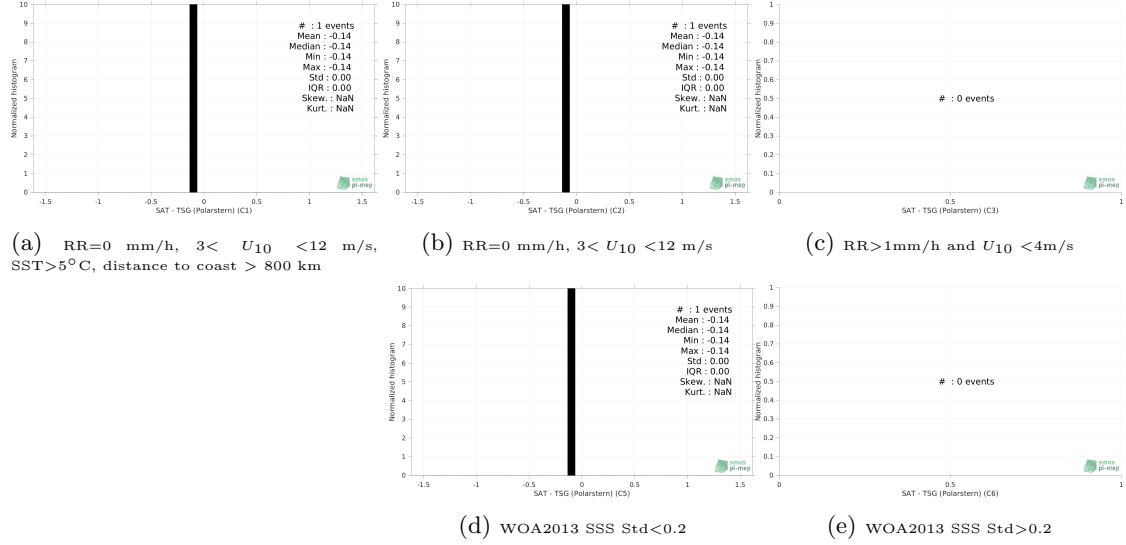 10
9
8
7
6
5
4
3
2
1
0
Normalized histogram
# : 1 events
Mean : -0.14
Median : -0.14
Min : -0.14
Max : -0.14
Std : 0.00
IQR : 0.00
Skew. : NaN
Kurt. : NaN
smos
pi-mep
-1.5 -1 -0.5 0 0.5 1 1.5
SAT - TSG (Polarstern) (C1)
(a) RR=0 mm/h, 3< U10 <12 m/s,
SST>5°C, distance to coast > 800 km
10
9
8
7
6
5
4
3
2
1
0
Normalized histogram
# : 1 events
Mean : -0.14
Median : -0.14
Min : -0.14
Max : -0.14
Std : 0.00
IQR : 0.00
Skew. : NaN
Kurt. : NaN
smos
pi-mep
-1.5 -1 -0.5 0 0.5 1 1.5
SAT - TSG (Polarstern) (C2)
(b) RR=0 mm/h, 3< U10 <12 m/s
1
0.9
0.8
0.7
0.6
0.5
0.4
0.3
0.2
0.1
0
Normalized histogram
# : 0 events
smos
pi-mep
0 0.5 1
SAT - TSG (Polarstern) (C3)
(c) RR>1mm/h and U10 <4m/s
10
9
8
7
6
5
4
3
2
1
0
Normalized histogram
# : 1 events
Mean : -0.14
Median : -0.14
Min : -0.14
Max : -0.14
Std : 0.00
IQR : 0.00
Skew. : NaN
Kurt. : NaN
smos
pi-mep
-1.5 -1 -0.5 0 0.5 1 1.5
SAT - TSG (Polarstern) (C5)
(d) WOA2013 SSS Std<0.2
1
0.9
0.8
0.7
0.6
0.5
0.4
0.3
0.2
0.1
0
Normalized histogram
# : 0 events
smos
pi-mep
0 0.5 1
SAT - TSG (Polarstern) (C6)
(e) WOA2013 SSS Std>0.2